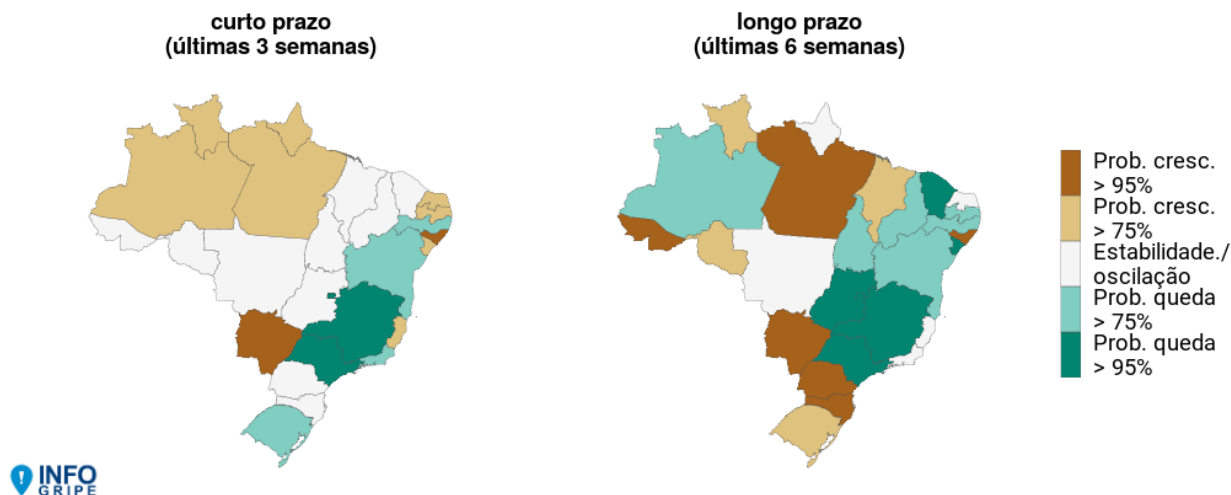 curto prazo
(últimas 3 semanas)
longo prazo
(últimas 6 semanas)
Prob. cresc.
> 95%
Prob. cresc.
> 75%
Estabilidade./
oscilação
Prob. queda
> 75%
Prob. queda
> 95%
INFO
GRIPE